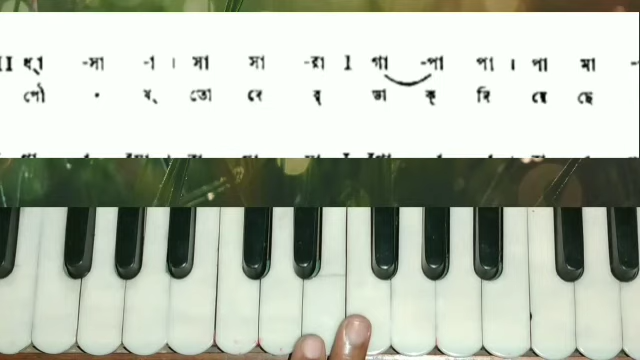 II ধ্া -সা -া । সা সা -রা I গা -পা পা । পা মা -
পৌ • ষ্ তো দে র্ ডা ক্ দি য়ে ছে